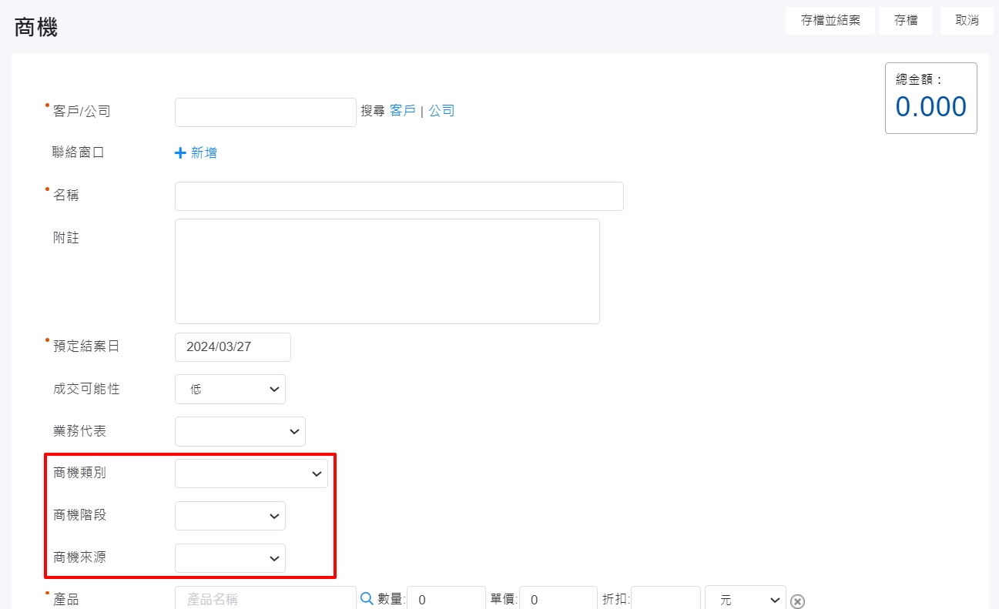 商機
存檔並結案 存檔 取消
總金額：
0.000
客戶/公司 搜尋 客戶 | 公司
聯絡窗口 新增
名稱
附註
預定結案日 2024/03/27
成交可能性 低
業務代表
商機類別
商機階段
商機來源
產品 產品名稱 數量: 0 單價: 0 折扣: 元